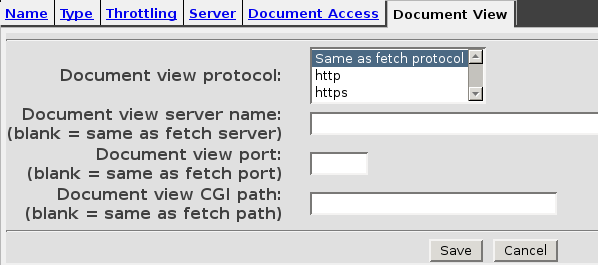 Name Type Throttling Server Document Access Document View
Document view protocol:
Same as fetch protocol
http
https
Document view server name:
(blank = same as fetch server)
Document view port:
(blank = same as fetch port)
Document view CGI path:
(blank = same as fetch path)
Save Cancel